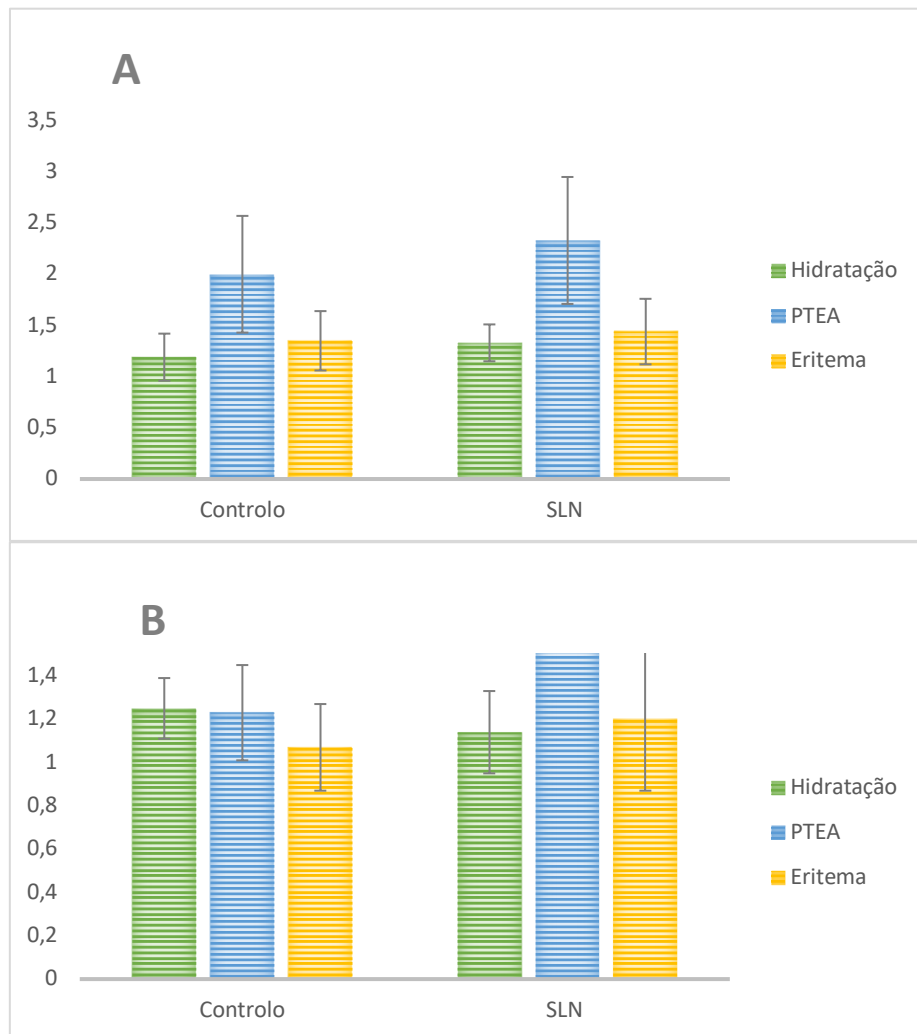 A
3,5
3
2,5
2
1,5
1
0,5
0
Controlo
SLN
Hidratação
PTEA
Eritema
B
1,4
1,2
1
0,8
0,6
0,4
0,2
0
Controlo
SLN
Hidratação
PTEA
Eritema